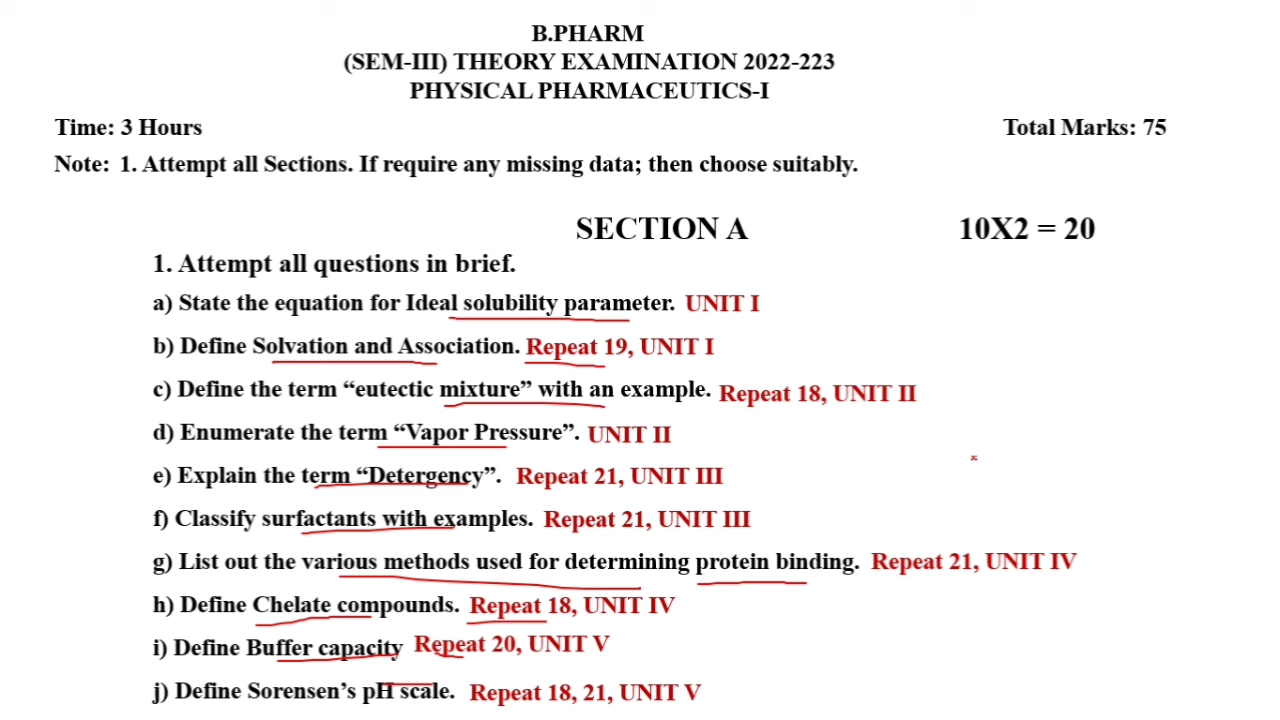 B.PHARM
(SEM-III) THEORY EXAMINATION 2022-223
PHYSICAL PHARMACEUTICS-I
Time: 3 Hours Total Marks: 75
Note: 1. Attempt all Sections. If require any missing data; then choose suitably.
SECTION A 10X2 = 20
1. Attempt all questions in brief.
a) State the equation for Ideal solubility parameter. UNIT I
b) Define Solvation and Association. Repeat 19, UNIT I
c) Define the term “eutectic mixture” with an example. Repeat 18, UNIT II
d) Enumerate the term “Vapor Pressure”. UNIT II
e) Explain the term “Detergency”. Repeat 21, UNIT III
f) Classify surfactants with examples. Repeat 21, UNIT III
g) List out the various methods used for determining protein binding. Repeat 21, UNIT IV
h) Define Chelate compounds. Repeat 18, UNIT IV
i) Define Buffer capacity Repeat 20, UNIT V
j) Define Sorensen’s pH scale. Repeat 18, 21, UNIT V